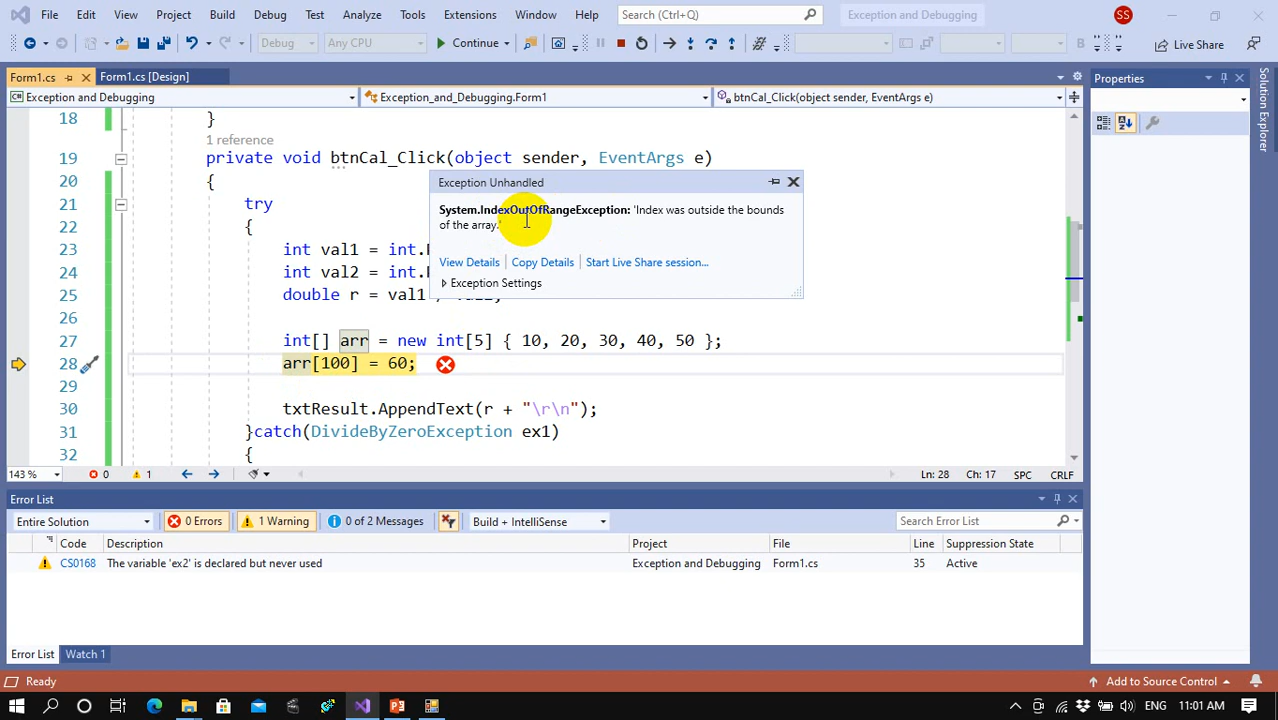 File Edit View Project Build Debug Test Analyze Tools Extensions Window Help Search (Ctrl+Q) Exception and Debugging SS
Debug Any CPU Continue Live Share
Form1.cs Form1.cs [Design] Properties
Exception and Debugging Exception_and_Debugging.Form1 btnCal_Click(object sender, EventArgs e)
Solution Explorer
18 }
1 reference
19 private void btnCal_Click(object sender, EventArgs e)
20 {
Exception Unhandled
21 try
System.IndexOutOfRangeException: 'Index was outside the bounds
of the array.'
22 {
23 int val1 = int.
24 int val2 = int.
View Details Copy Details Start Live Share session...
Exception Settings
25 double r = val1
26
27 int[] arr = new int[5] { 10, 20, 30, 40, 50 };
28 arr[100] = 60;
29
30 txtResult.AppendText(r + "\r\n");
31 }catch(DivideByZeroException ex1)
32 {
143 % 0 1 Ln: 28 Ch: 17 SPC CRLF
Error List
Entire Solution 0 Errors 1 Warning 0 of 2 Messages Build + IntelliSense Search Error List
Code Description Project File Line Suppression State
CS0168 The variable 'ex2' is declared but never used Exception and Debugging Form1.cs 35 Active
Error List Watch 1
Ready Add to Source Control
ENG 11:01 AM